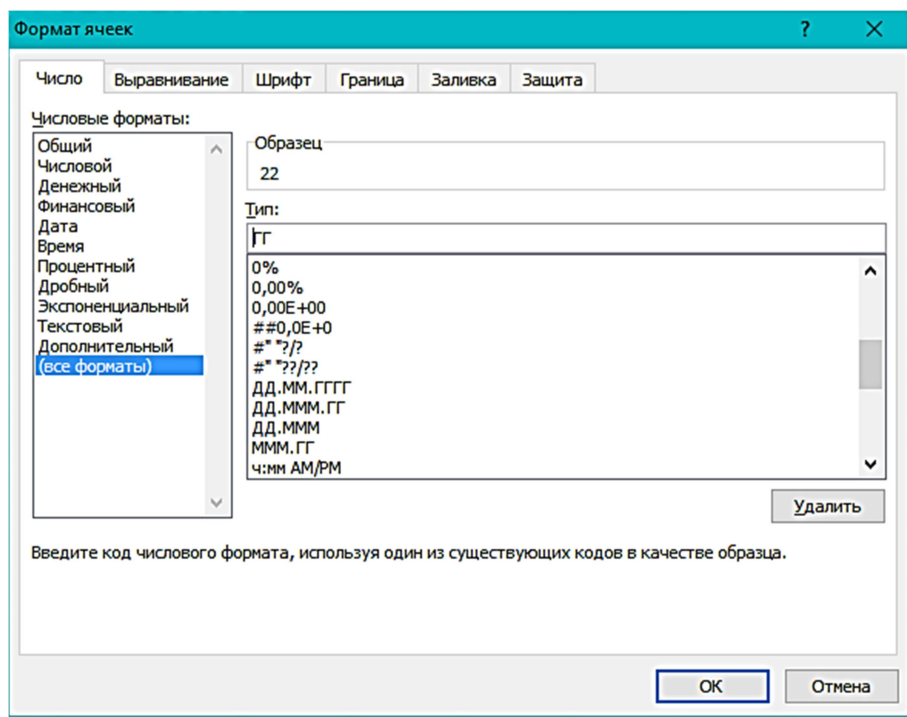 Формат ячеек ? ×
Число Выравнивание Шрифт Граница Заливка Защита
Числовые форматы:
Общий
Числовой
Денежный
Финансовый
Дата
Время
Процентный
Дробный
Экспоненциальный
Текстовый
Дополнительный
(все форматы)
Образец
22
Тип:
ГГ
0%
0,00%
0,00E+00
##0,0E+0
#" "?/?
#" "??/??
ДД.ММ.ГГГГ
ДД.МММ.ГГ
ДД.МММ
МММ.ГГ
ч:мм AM/PM
Удалить
Введите код числового формата, используя один из существующих кодов в качестве образца.
ОК Отмена